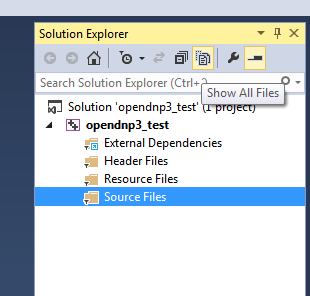 Solution Explorer
Search Solution Explorer (Ctrl+
Show All Files
Solution 'opendnp3_test' (1 project)
opendnp3_test
External Dependencies
Header Files
Resource Files
Source Files